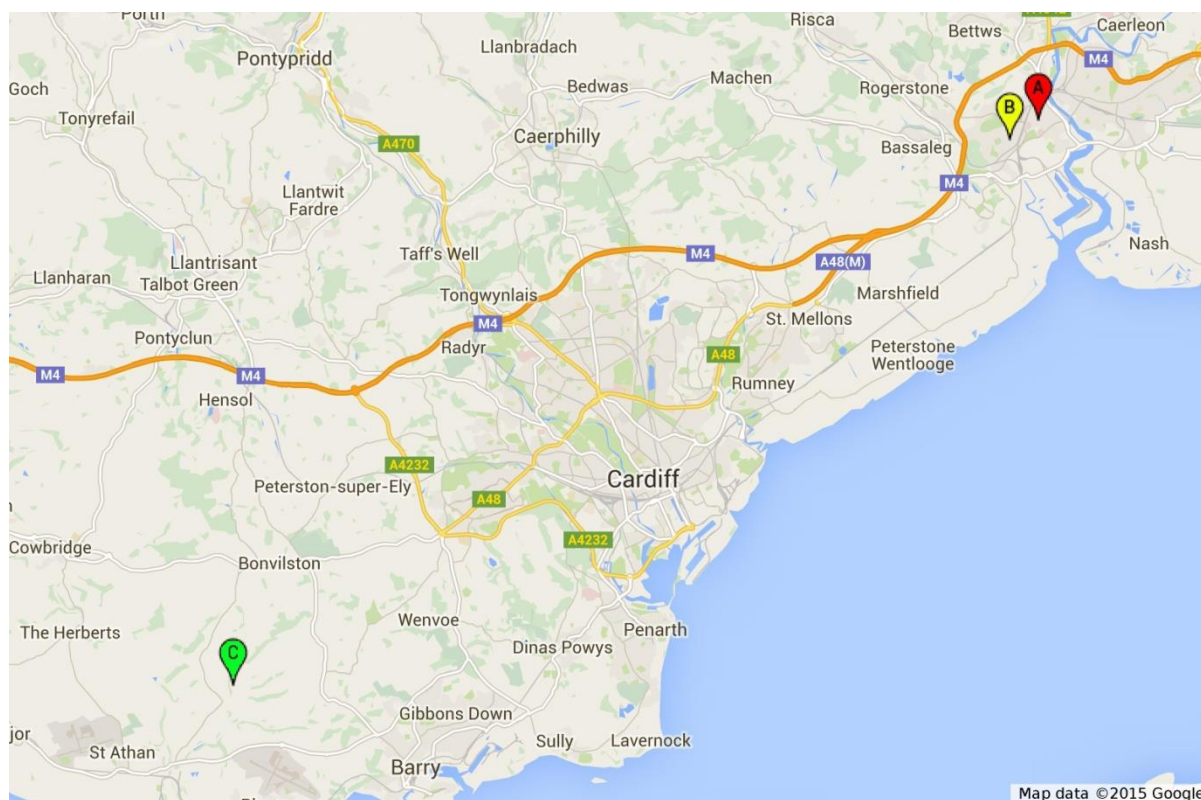 Porth
Pontypridd
Goch
Tonyrefail
Llanbradach
Bedwas
Machen
Risca
Bettws
Caerleon
M4
Rogerstone
A
B
Caerphilly
Bassaleg
A470
Llantwit
Fardre
M4
Nash
Taff's Well
M4
A48(M)
Llantrisant
Llanharan
Talbot Green
Tongwynlais
Marshfield
St. Mellons
Pontyclun
M4
Radyr
Peterstone
Wentlooge
A48
Rumney
M4
M4
Hensol
A4232
Peterston-super-Ely
A48
Cardiff
A4232
Cowbridge
Bonvilston
Wenvoe
Penarth
The Herberts
C
Dinas Powys
Gibbons Down
jor
St Athan
Sully
Lavernock
Barry
Map data ©2015 Google